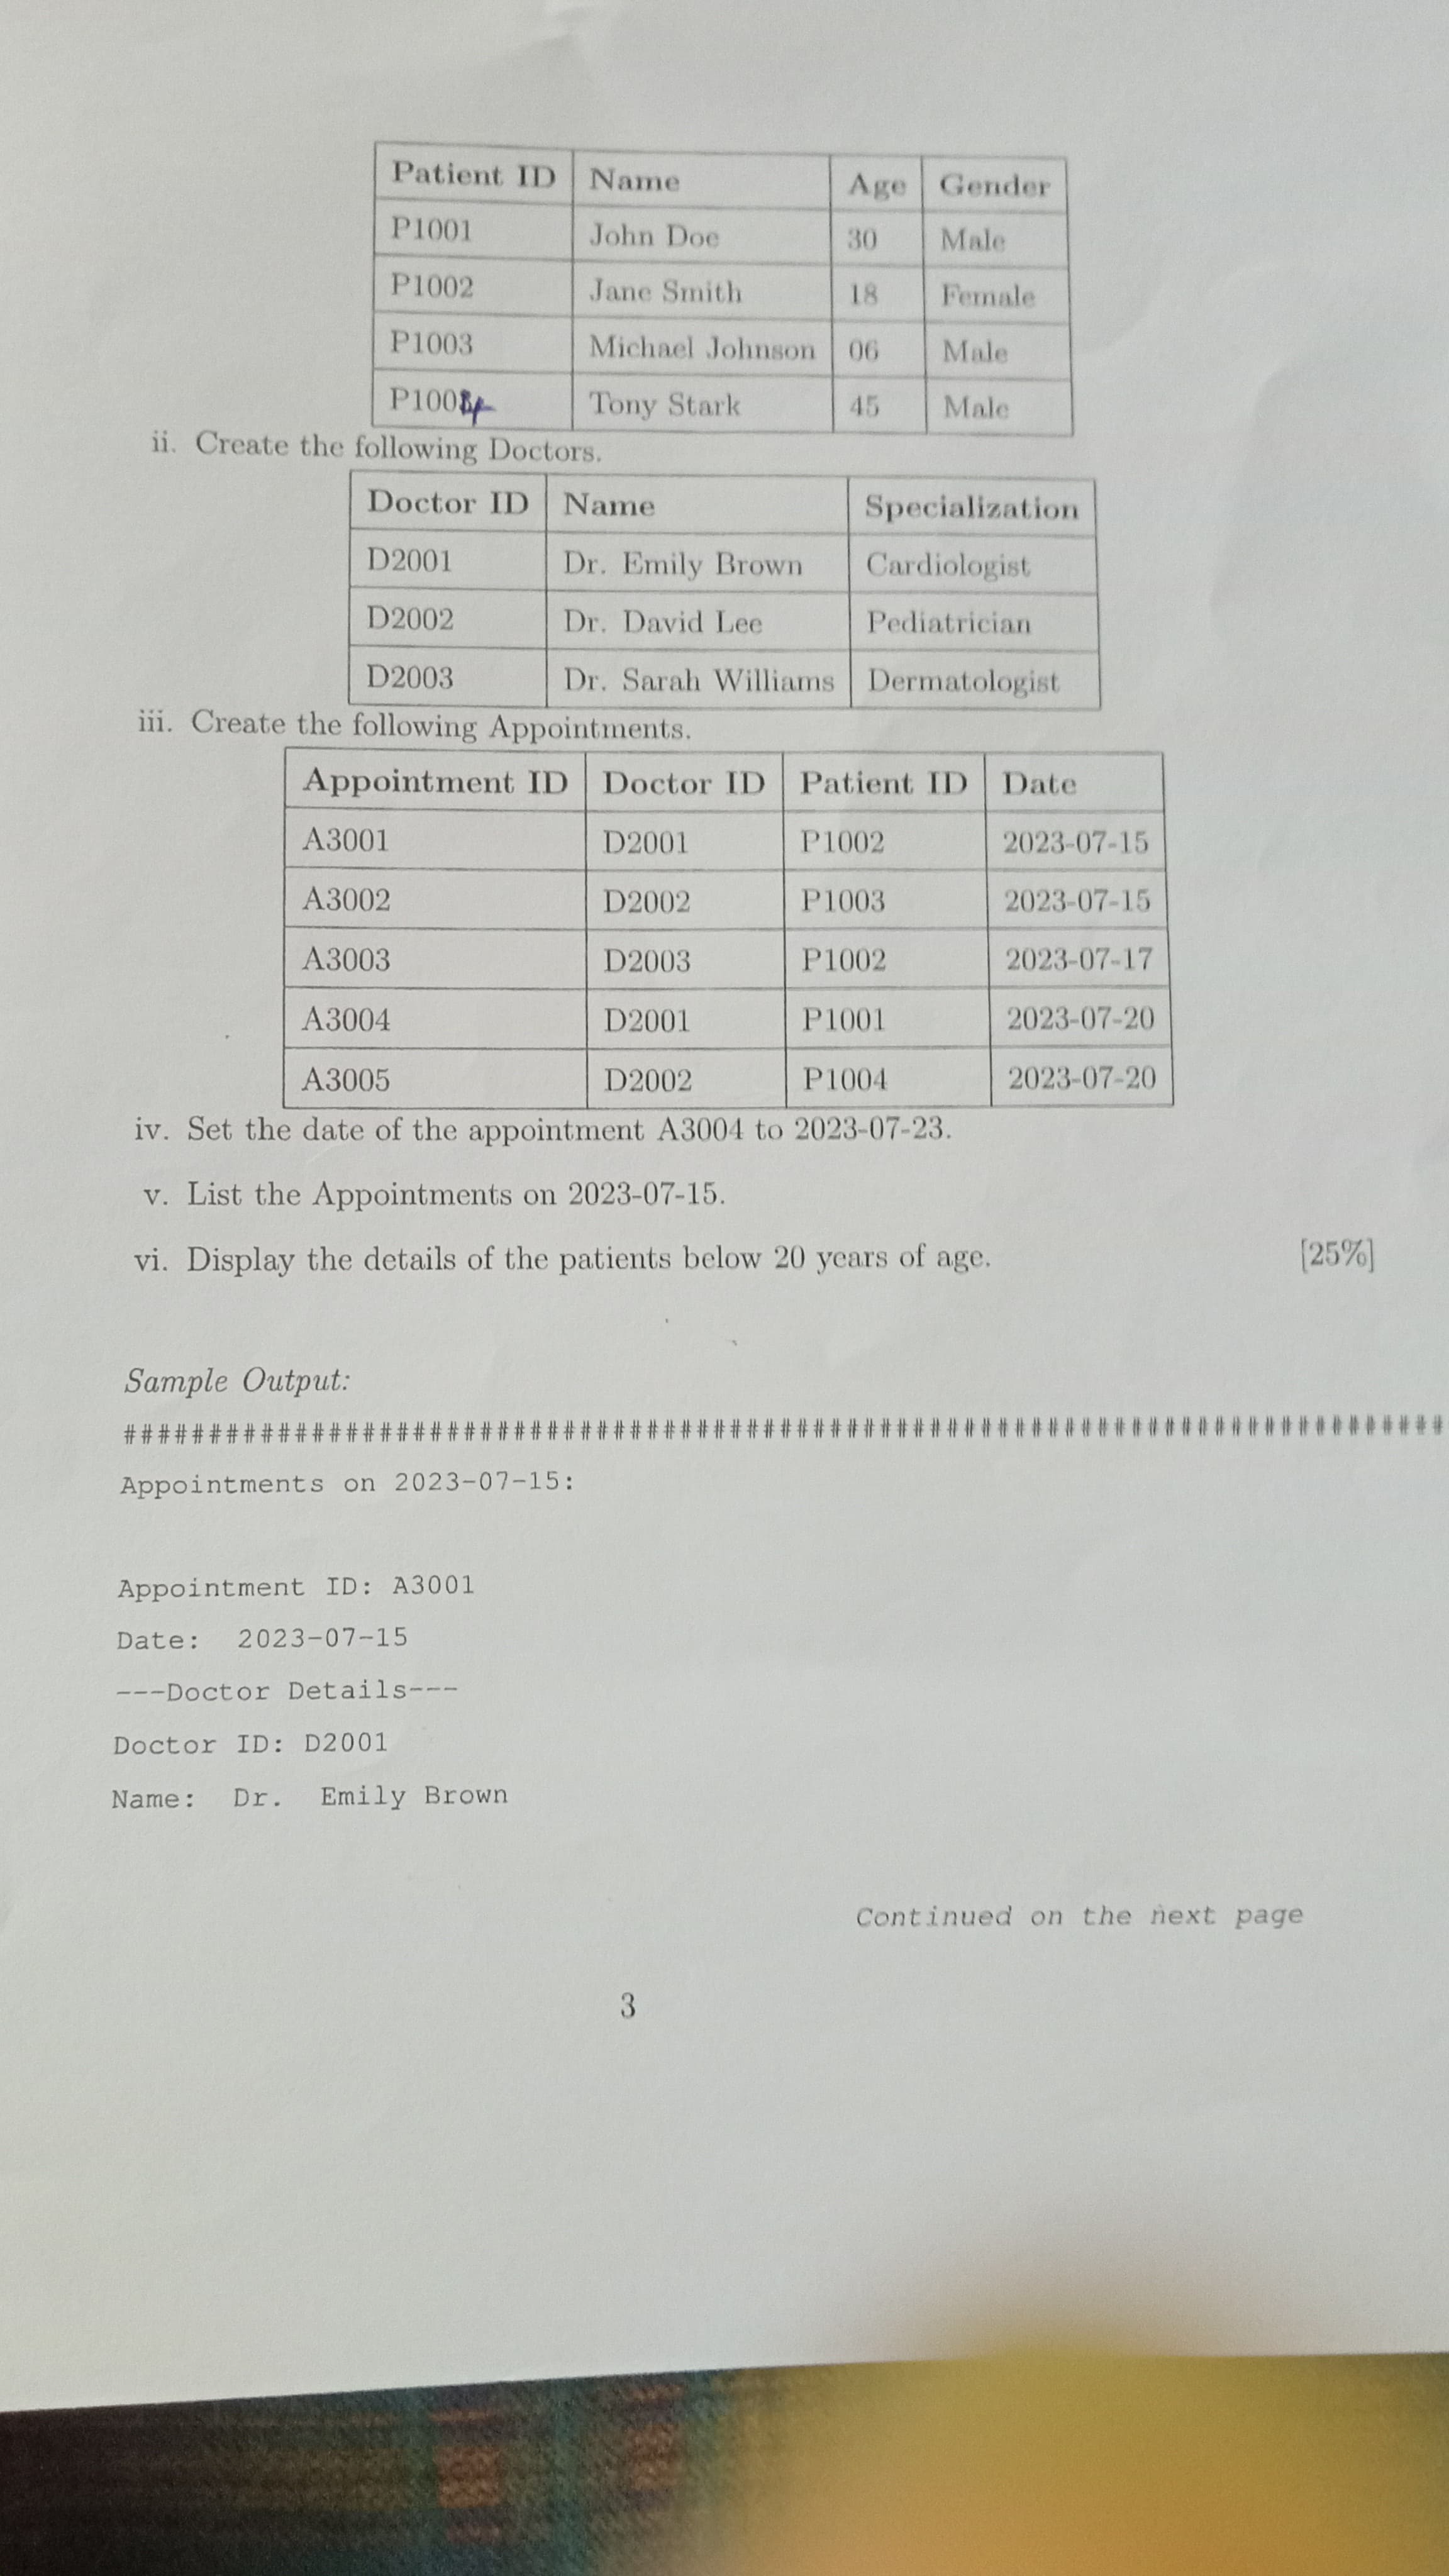 Patient ID Name Age Gender
P1001 John Doe 30 Male
P1002 Jane Smith 18 Female
P1003 Michael Johnson 06 Male
P1004 Tony Stark 45 Male
ii. Create the following Doctors.
Doctor ID Name Specialization
D2001 Dr. Emily Brown Cardiologist
D2002 Dr. David Lee Pediatrician
D2003 Dr. Sarah Williams Dermatologist
iii. Create the following Appointments.
Appointment ID Doctor ID Patient ID Date
A3001 D2001 P1002 2023-07-15
A3002 D2002 P1003 2023-07-15
A3003 D2003 P1002 2023-07-17
A3004 D2001 P1001 2023-07-20
A3005 D2002 P1004 2023-07-20
iv. Set the date of the appointment A3004 to 2023-07-23.
v. List the Appointments on 2023-07-15.
vi. Display the details of the patients below 20 years of age. [25%]
Sample Output:
##############################################################################
Appointments on 2023-07-15:
Appointment ID: A3001
Date: 2023-07-15
---Doctor Details---
Doctor ID: D2001
Name: Dr. Emily Brown
Continued on the next page
3